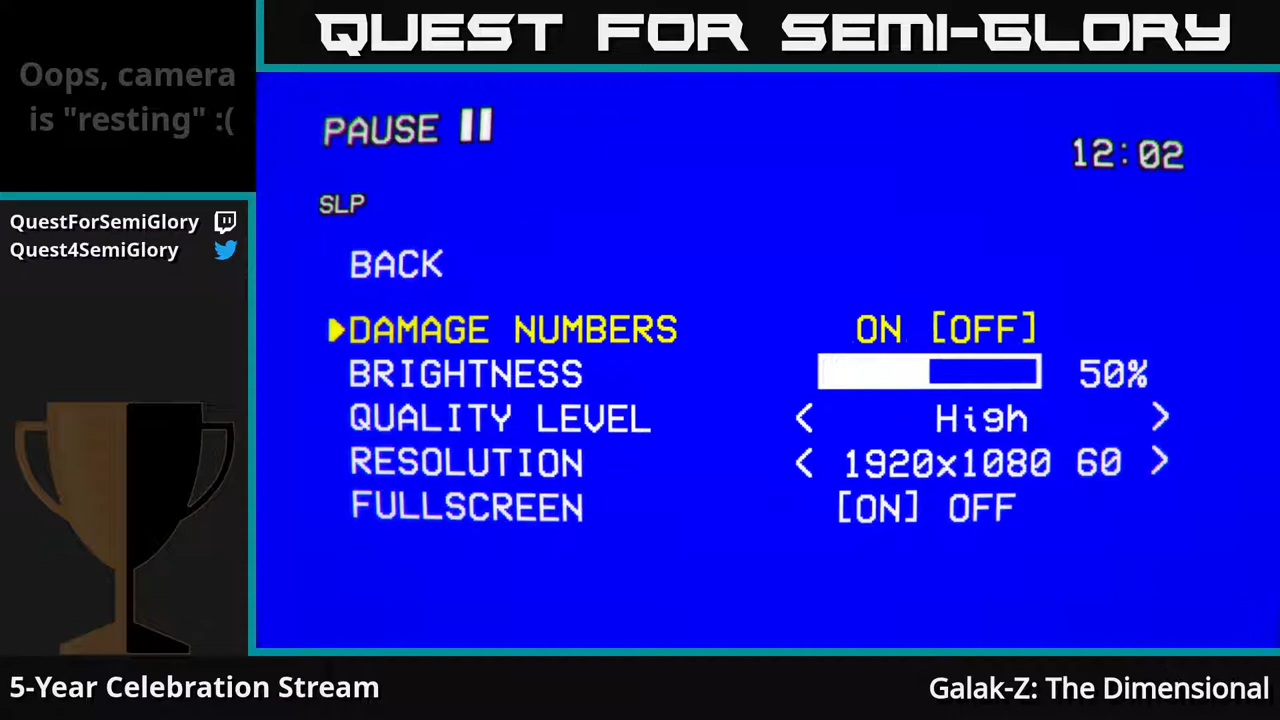 QUEST FOR SEMI-GLORY
Oops, camera
is "resting" :(
QuestForSemiGlory
Quest4SemiGlory
PAUSE
12:02
SLP
BACK
DAMAGE NUMBERS ON [OFF]
BRIGHTNESS 50%
QUALITY LEVEL < High >
RESOLUTION < 1920x1080 60 >
FULLSCREEN [ON] OFF
5-Year Celebration Stream
Galak-Z: The Dimensional